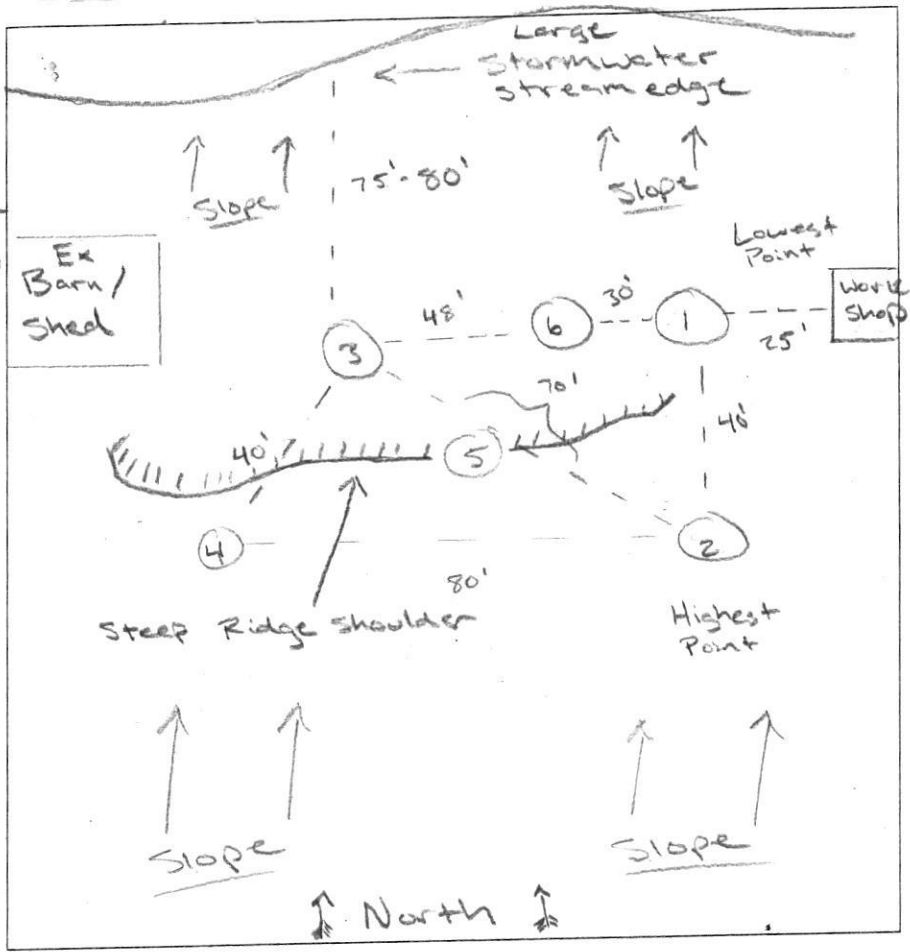 Large
Stormwater
stream edge
75'-80'
Slope
Slope
Lowest
Point
Ex
Barn/
Shed
Work
Shop
3
48'
6
30'
1
25'
70'
40'
40'
5
4
2
80'
Steep Ridge Shoulder
Highest
Point
Slope
Slope
North